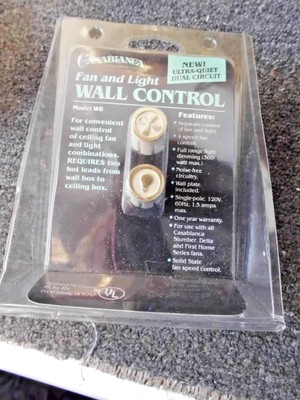 CASABLANCA
NEW!
ULTRA-QUIET
DUAL CIRCUIT
Fan and Light
WALL CONTROL
Model W8
For convenient
wall control
of ceiling fan
and light
combinations.
REQUIRES two
hot leads from
wall box to
ceiling box.
Features:
• Separate control
of fan and light.
• 4 speed fan
control.
• Full range light
dimming (300
watt max.)
• Noise-free
circuitry.
• Wall plate
included.
• Single-pole, 120V,
60Hz, 1.5 amps
max.
• One year warranty.
• For use with all
Casablanca
Slumber, Delta
and First Home
Series fans.
• Solid State
fan speed control.
UL